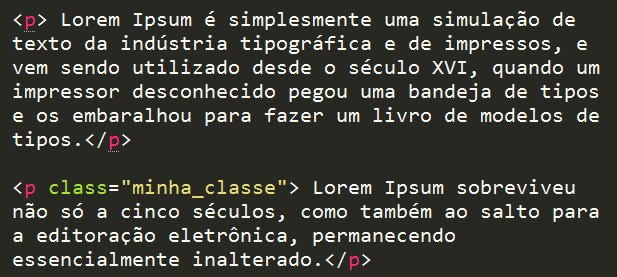 <p> Lorem Ipsum é simplesmente uma simulação de
texto da indústria tipográfica e de impressos, e
vem sendo utilizado desde o século XVI, quando um
impressor desconhecido pegou uma bandeja de tipos
e os embaralhou para fazer um livro de modelos de
tipos.</p>
<p class="minha_classe"> Lorem Ipsum sobreviveu
não só a cinco séculos, como também ao salto para
a editoração eletrônica, permanecendo
essencialmente inalterado.</p>